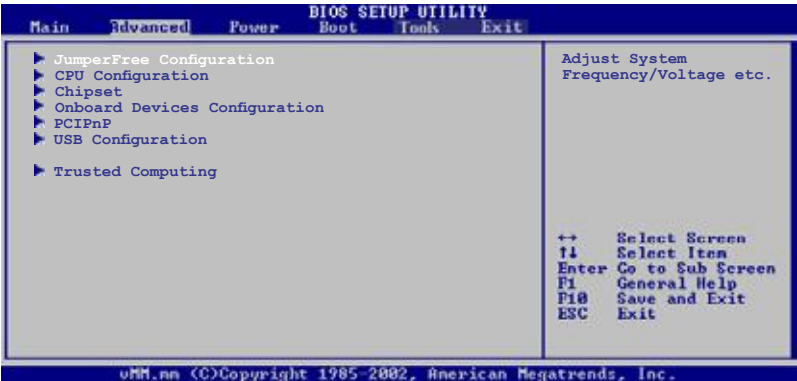 BIOS SETUP UTILITY
Main Advanced Power Boot Tools Exit
JumperFree Configuration
CPU Configuration
Chipset
Onboard Devices Configuration
PCIPnP
USB Configuration
Trusted Computing
Adjust System
Frequency/Voltage etc.
←→ Select Screen
↑↓ Select Item
Enter Go to Sub Screen
F1 General Help
F10 Save and Exit
ESC Exit
vMM.mm (C)Copyright 1985-2002, American Megatrends, Inc.